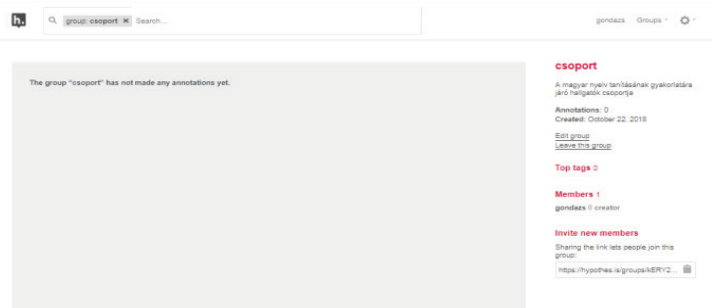 h.
group: csoport × Search...
gondazs Groups
The group "csoport" has not made any annotations yet.
csoport
A magyar nyelv tanításának gyakorlatára
járó hallgatók csoportja
Annotations: 0
Created: October 22, 2018
Edit group
Leave this group
Top tags 0
Members 1
gondazs 0 creator
Invite new members
Sharing the link lets people join this
group:
https://hypothes.is/groups/kERY2...